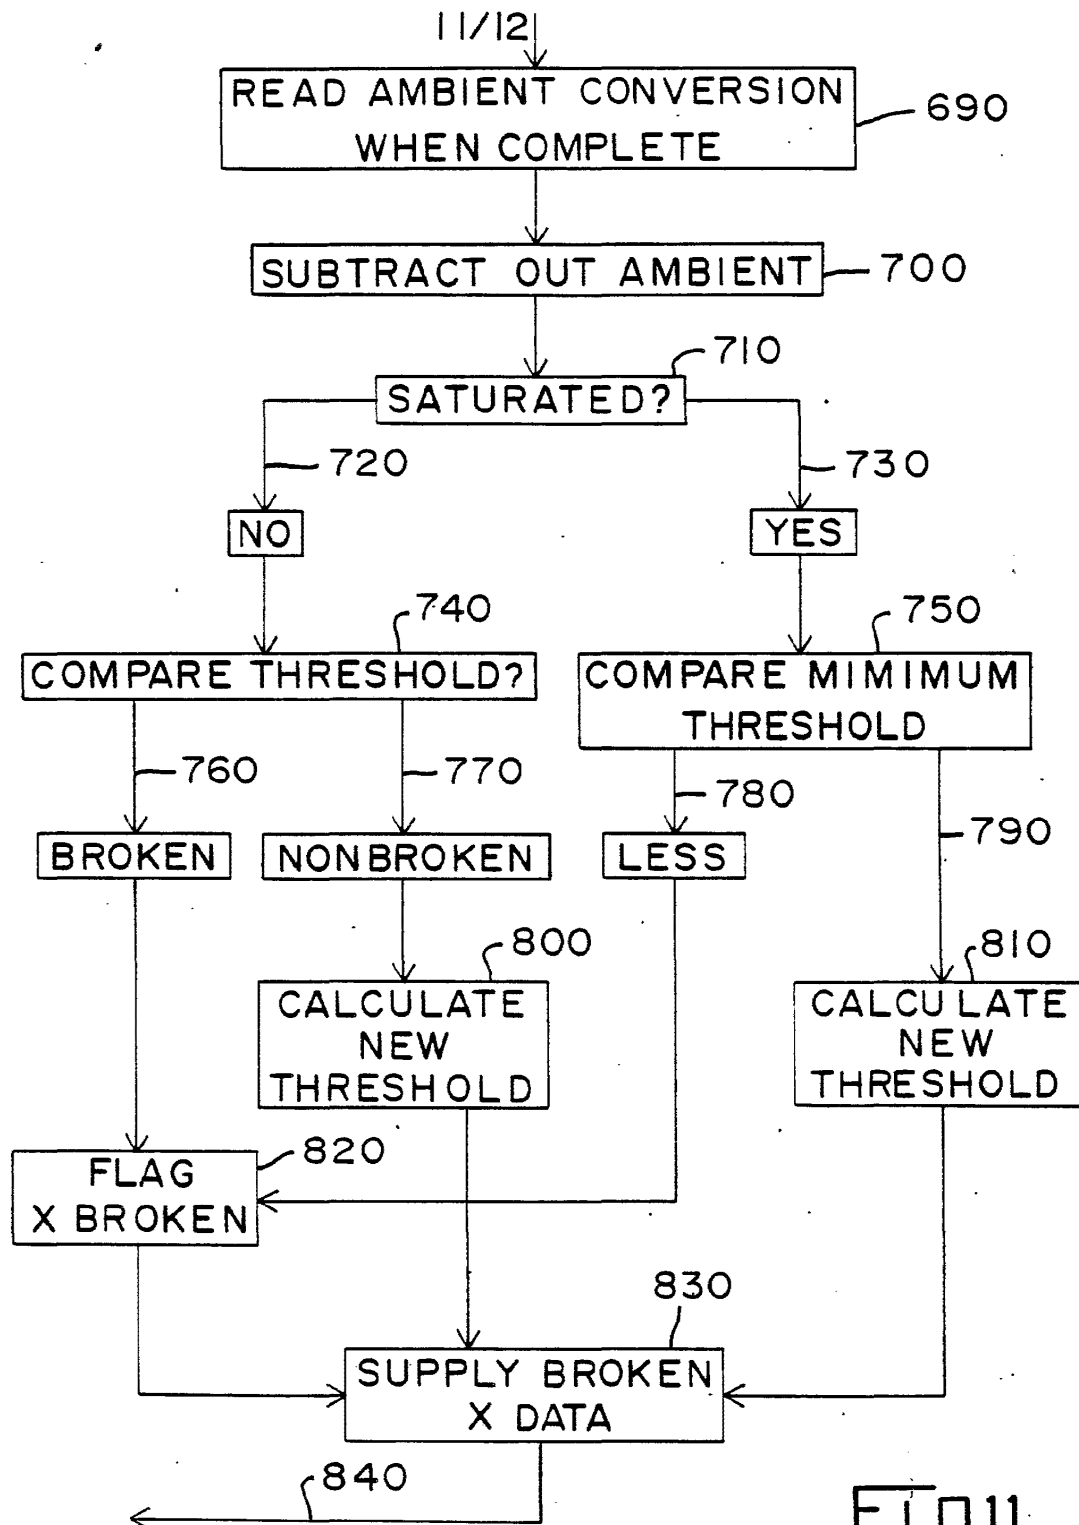 11/12
READ AMBIENT CONVERSION
WHEN COMPLETE
690
SUBTRACT OUT AMBIENT
700
710
SATURATED?
720
730
NO
YES
740
750
COMPARE THRESHOLD?
COMPARE MIMIMUM
THRESHOLD
760
770
780
790
BROKEN
NONBROKEN
LESS
800
810
CALCULATE
NEW
THRESHOLD
CALCULATE
NEW
THRESHOLD
820
FLAG
X BROKEN
830
SUPPLY BROKEN
X DATA
840